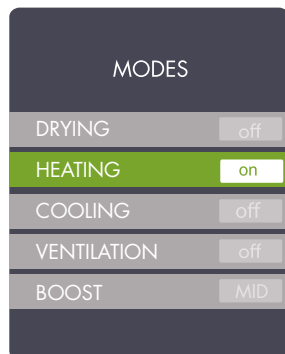 MODES
DRYING off
HEATING on
COOLING off
VENTILATION off
BOOST MID